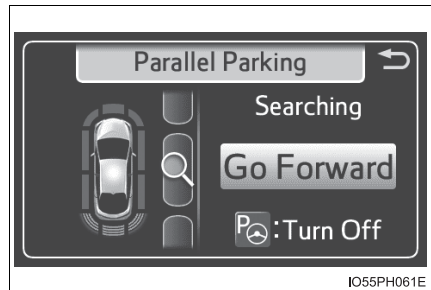 Parallel Parking
Searching
Go Forward
P:Turn Off
IO55PH061E